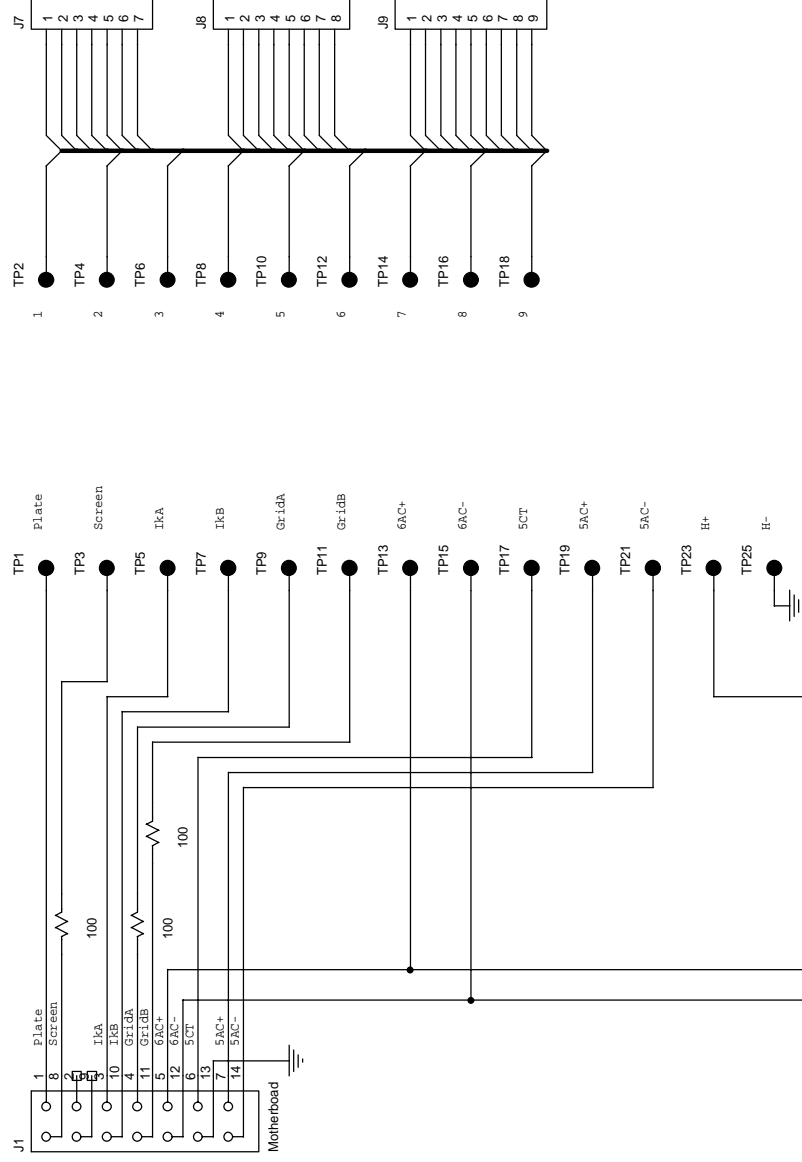 J7
1
2
3
4
5
6
7
J8
1
2
3
4
5
6
7
8
J9
1
2
3
4
5
6
7
8
9
TP2
TP4
TP6
TP8
TP10
TP12
TP14
TP16
TP18
1
2
3
4
5
6
7
8
9
Plate
Screen
IkA
IkB
GridA
GridB
6AC+
6AC-
5CT
5AC+
5AC-
H+
H-
TP1
TP3
TP5
TP7
TP9
TP11
TP13
TP15
TP17
TP19
TP21
TP23
TP25
100
100
100
Plate
Screen
IkA
IkB
GridA
GridB
6AC+
6AC-
5CT
5AC+
5AC-
1
8
2
3
10
4
11
5
12
6
13
7
14
J1
Motherboad